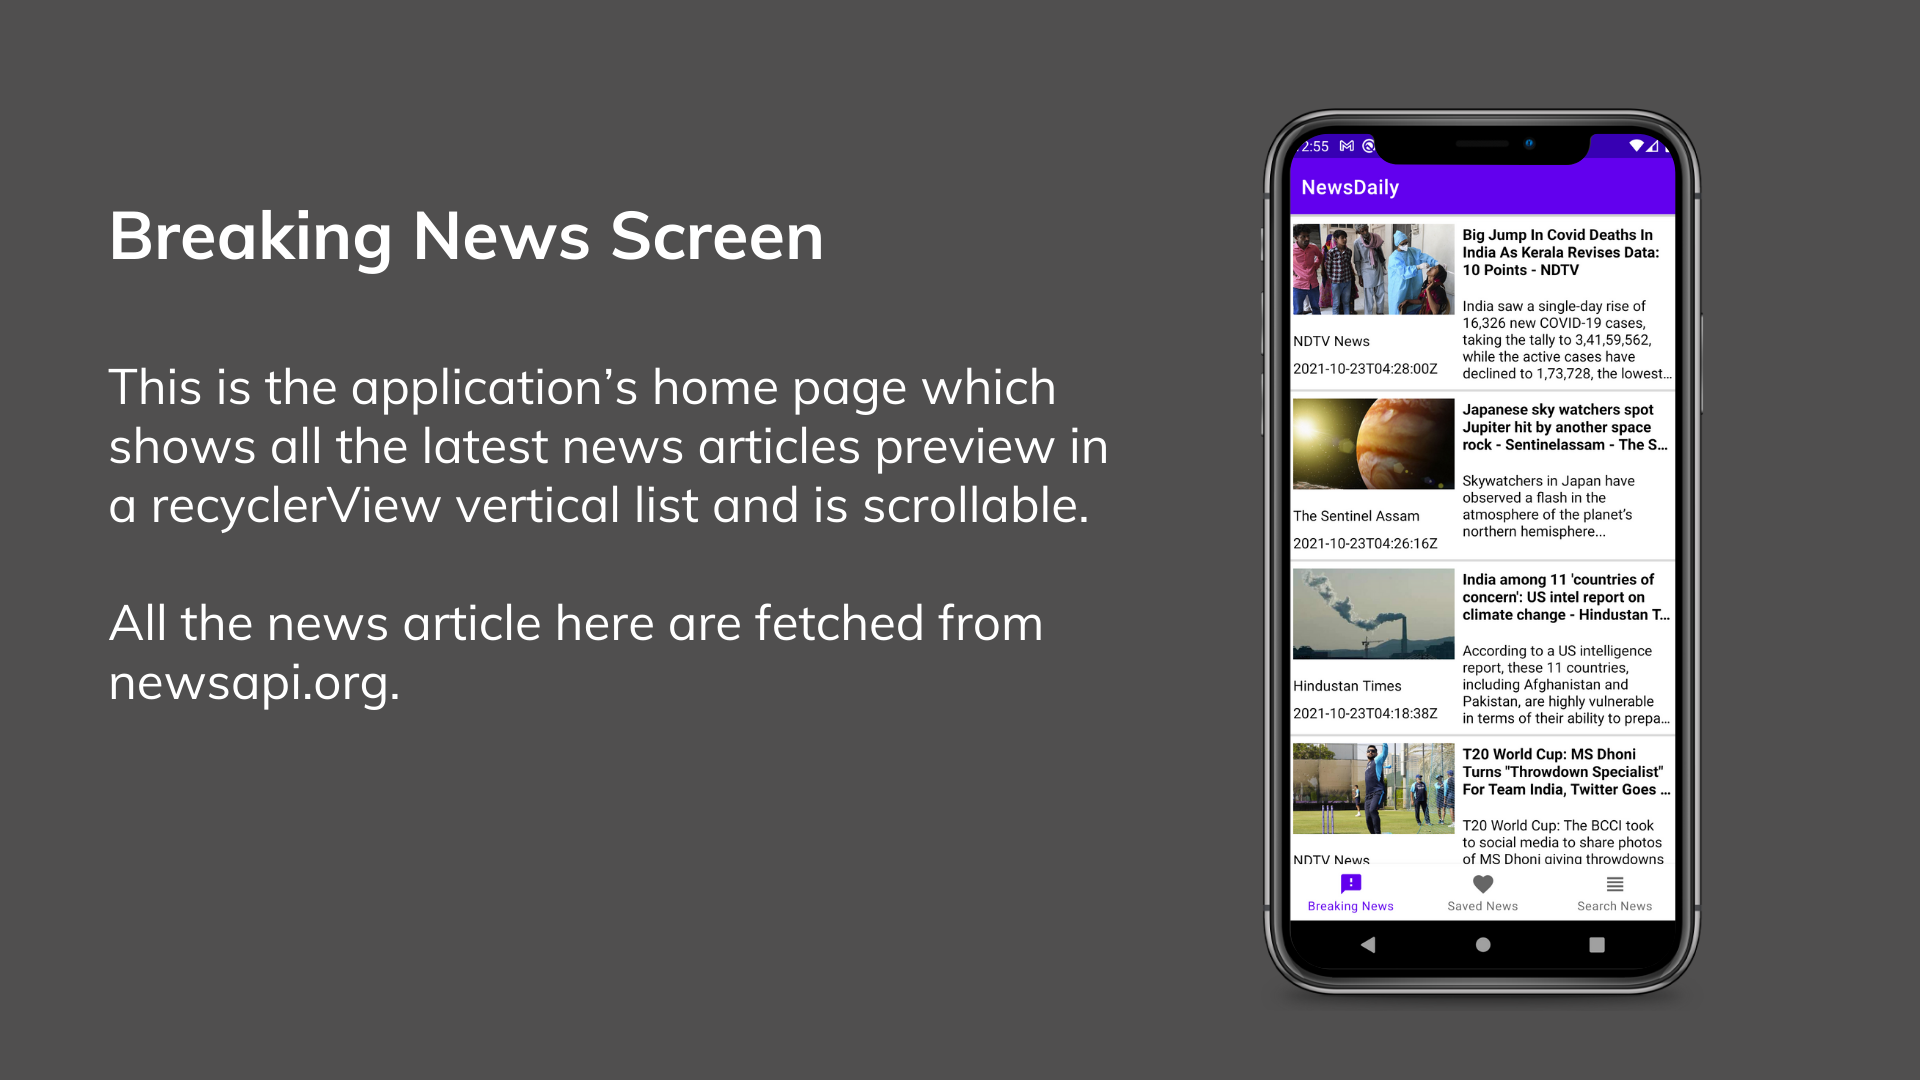 Breaking News Screen
This is the application’s home page which
shows all the latest news articles preview in
a recyclerView vertical list and is scrollable.
All the news article here are fetched from
newsapi.org.
2:55
NewsDaily
Big Jump In Covid Deaths In
India As Kerala Revises Data:
10 Points - NDTV
India saw a single-day rise of
16,326 new COVID-19 cases,
taking the tally to 3,41,59,562,
while the active cases have
declined to 1,73,728, the lowest...
NDTV News
2021-10-23T04:28:00Z
Japanese sky watchers spot
Jupiter hit by another space
rock - Sentinelassam - The S...
Skywatchers in Japan have
observed a flash in the
atmosphere of the planet’s
northern hemisphere...
The Sentinel Assam
2021-10-23T04:26:16Z
India among 11 'countries of
concern': US intel report on
climate change - Hindustan T...
According to a US intelligence
report, these 11 countries,
including Afghanistan and
Pakistan, are highly vulnerable
in terms of their ability to prepa...
Hindustan Times
2021-10-23T04:18:38Z
T20 World Cup: MS Dhoni
Turns "Throwdown Specialist"
For Team India, Twitter Goes ...
T20 World Cup: The BCCI took
to social media to share photos
of MS Dhoni giving throwdowns
NDTV News
Breaking News
Saved News
Search News